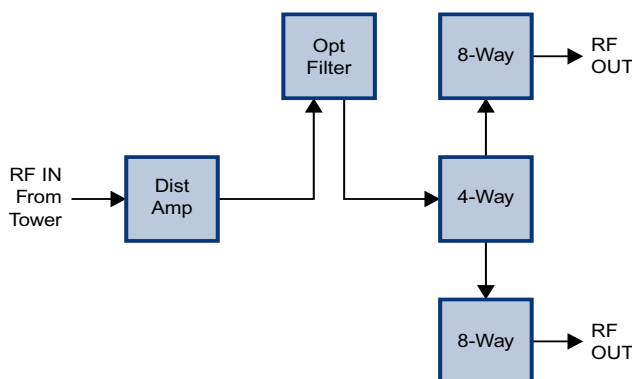 Opt
Filter
8-Way
RF
OUT
RF IN
From
Tower
Dist
Amp
4-Way
8-Way
RF
OUT